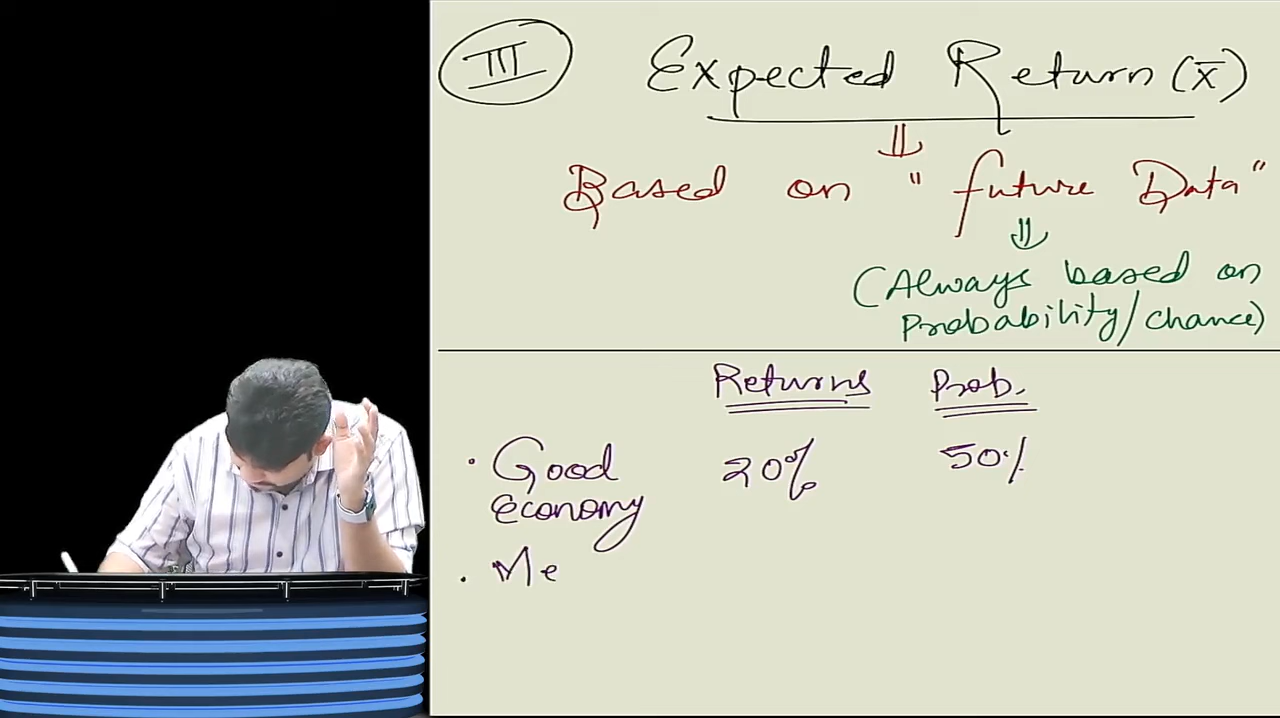 III Expected Return (x̄)
⇓
Based on "future Data"
⇓
(Always based on
Probability/chance)
Returns Prob.
• Good 20% 50%
Economy
• Me